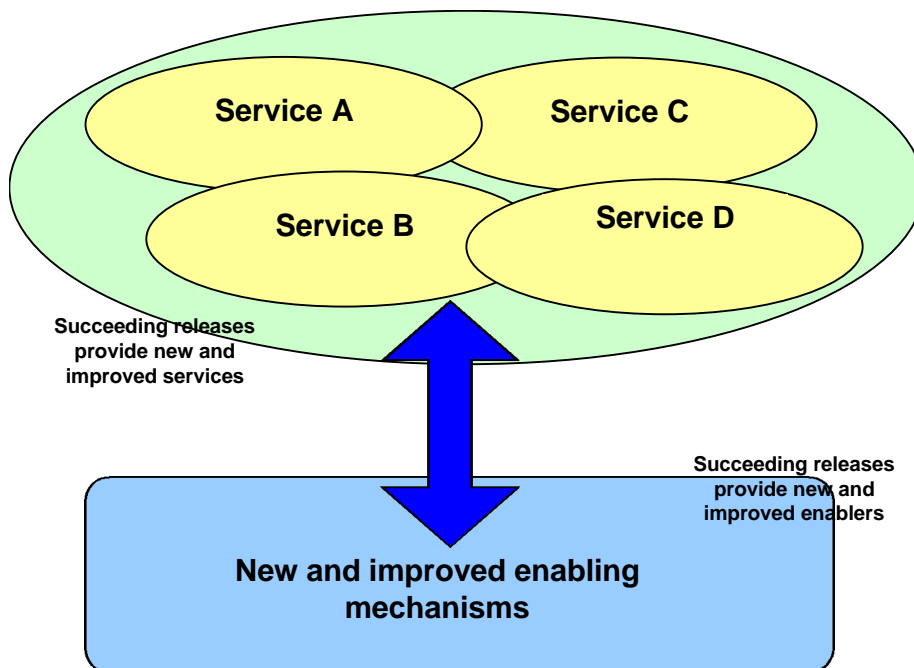 Service A
Service C
Service B
Service D
Succeeding releases
provide new and
improved services
Succeeding releases
provide new and
improved enablers
New and improved enabling
mechanisms